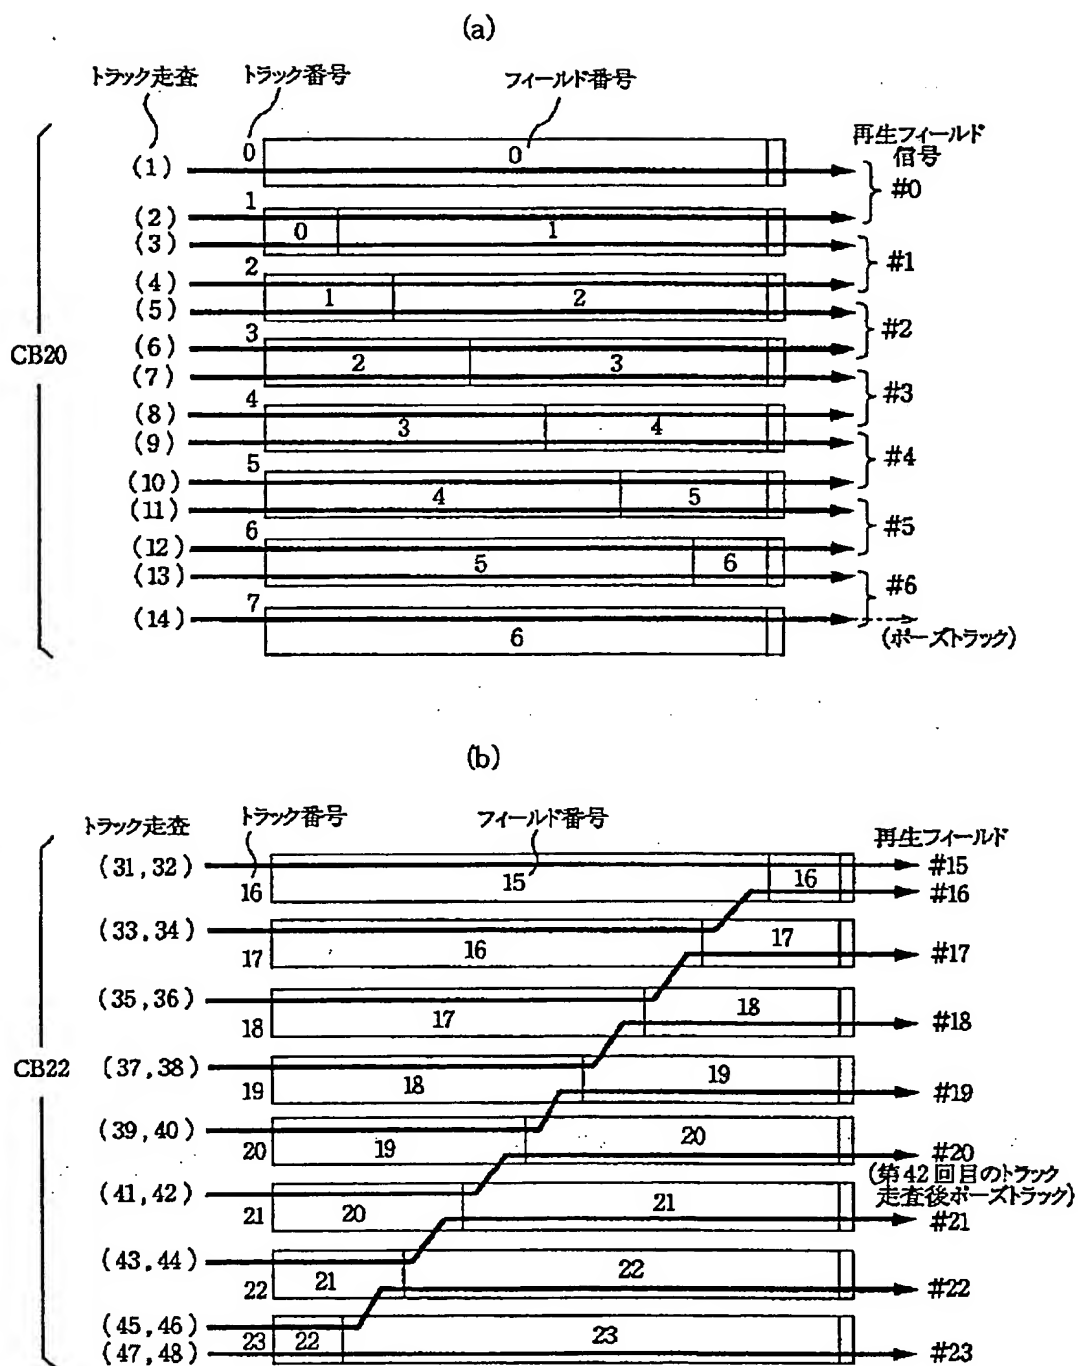 (a)
トラック走査 トラック番号 フィールド番号
再生フィールド
信号
0 0
(1)
#0
1
(2)
0 1
(3)
#1
2
(4)
1 2
(5)
#2
3
(6)
CB20
2 3
(7)
#3
4
(8)
3 4
(9)
#4
5
(10)
4 5
(11)
#5
6
(12)
5 6
(13)
#6
7
(14)
(ポーズトラック)
6
(b)
トラック走査 トラック番号 フィールド番号
再生フィールド
(31,32) #15
16 15 16 #16
(33,34)
17 16 17 #17
(35,36)
18 17 18 #18
CB22 (37,38)
19 18 19 #19
(39,40)
20 19 20 #20
(第42回目のトラック
走査後ポーズトラック)
(41,42)
21 20 21 #21
(43,44)
22 21 22 #22
(45,46)
23 22 23
(47,48) #23